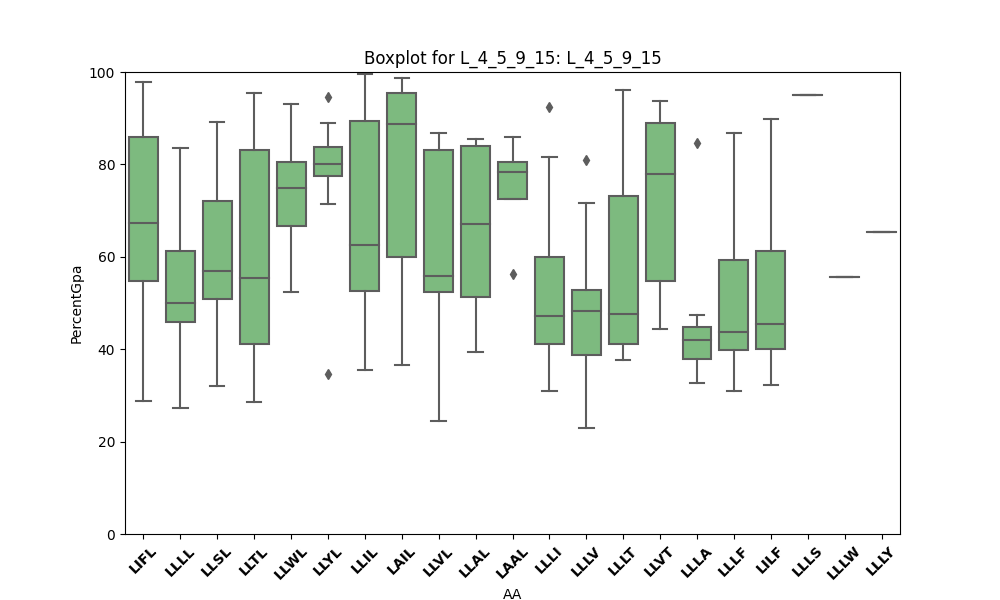 Boxplot for L_4_5_9_15: L_4_5_9_15
PercentGpa
100
80
60
40
20
0
LIFL LLLL LLSL LLTL LLWL LLYL LLIL LAIL LLVL LLAL LAAL LLLI LLLV LLLT LLVT LLLA LLLF LILF LLLS LLLW LLLY
AA